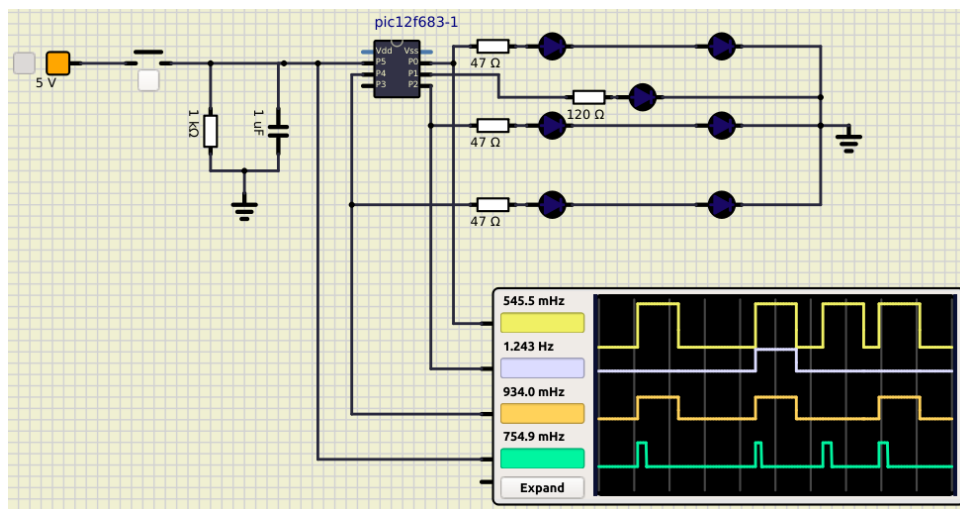 pic12f683-1
5 V
1 kΩ
1 uF
Vdd
Vss
P5
P0
P4
P1
P3
P2
47 Ω
120 Ω
47 Ω
47 Ω
545.5 mHz
1.243 Hz
934.0 mHz
754.9 mHz
Expand